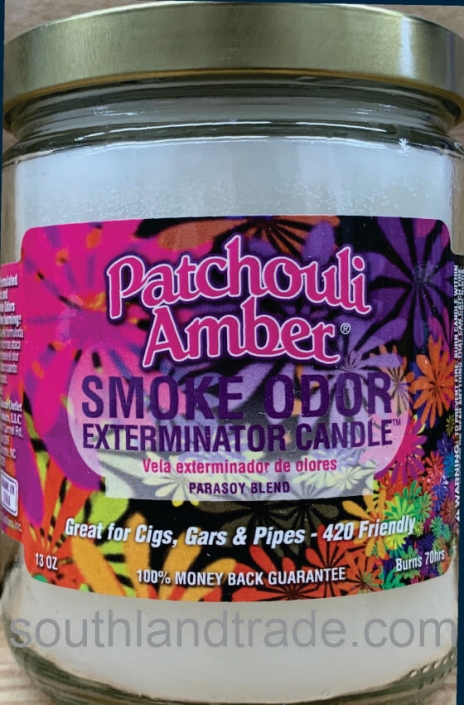 Patchouli
Amber®
SMOKE ODOR
EXTERMINATOR CANDLE™
Vela exterminador de olores
PARASOY BLEND
Great for Cigs, Gars & Pipes - 420 Friendly
13 OZ
Burns 70hrs
100% MONEY BACK GUARANTEE
southlandtrade.com